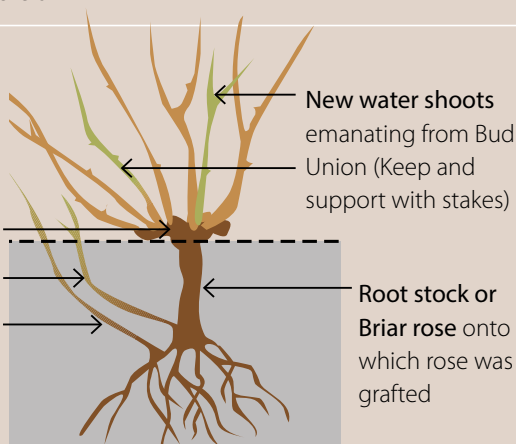 New water shoots
emanating from Bud
Union (Keep and
support with stakes)
Root stock or
Briar rose onto
which rose was
grafted